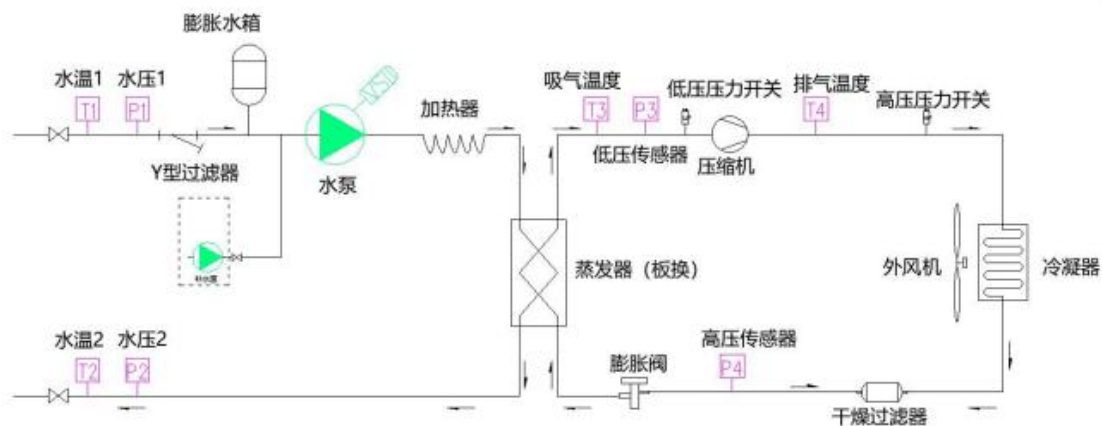 膨胀水箱
水温1
水压1
T1
P1
VSD
加热器
Y型过滤器
水泵
补水泵
吸气温度
T3
P3
低压压力开关
排气温度
T4
高压压力开关
低压传感器
压缩机
蒸发器（板换）
外风机
冷凝器
水温2
水压2
T2
P2
膨胀阀
高压传感器
P4
干燥过滤器